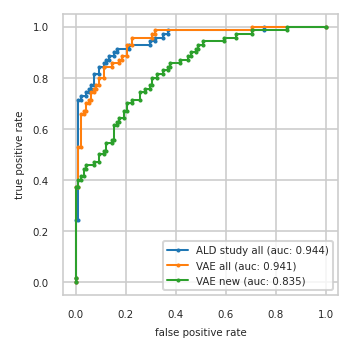 1.0
0.8
0.6
0.4
0.2
0.0
true positive rate
ALD study all (auc: 0.944)
VAE all (auc: 0.941)
VAE new (auc: 0.835)
0.0 0.2 0.4 0.6 0.8 1.0
false positive rate